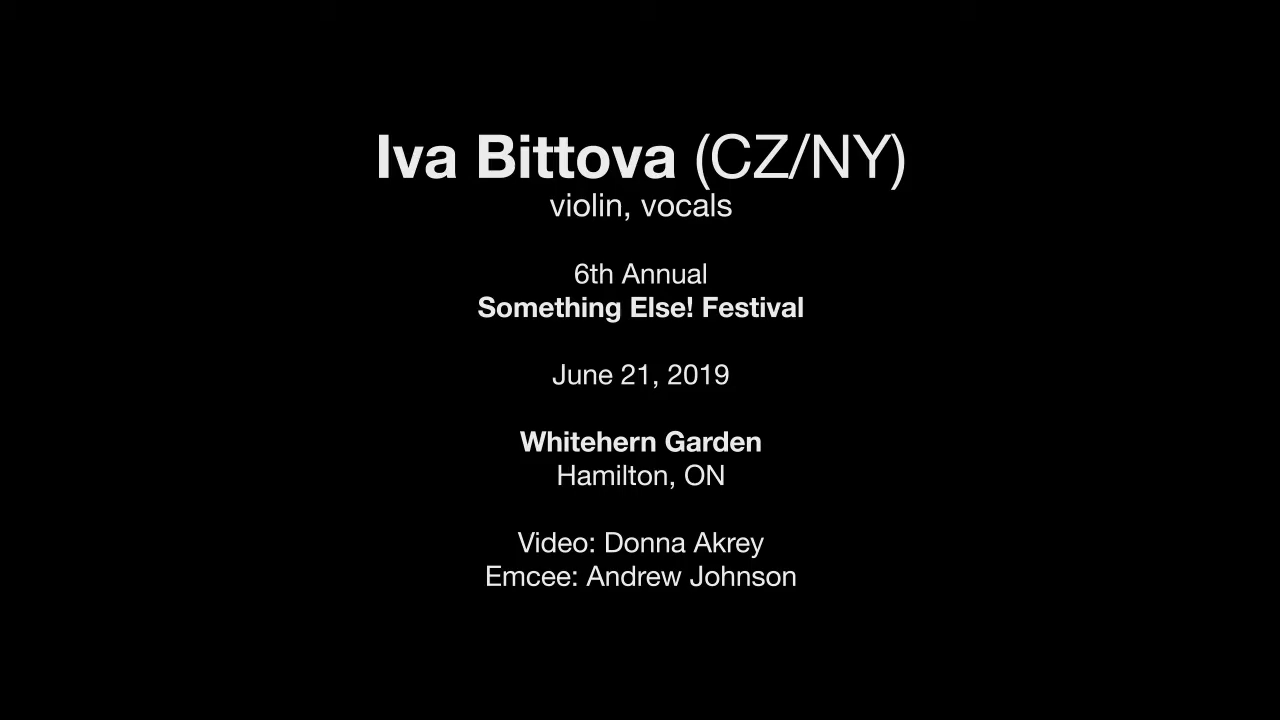 Iva Bittova (CZ/NY)
violin, vocals
6th Annual
Something Else! Festival
June 21, 2019
Whitehern Garden
Hamilton, ON
Video: Donna Akrey
Emcee: Andrew Johnson